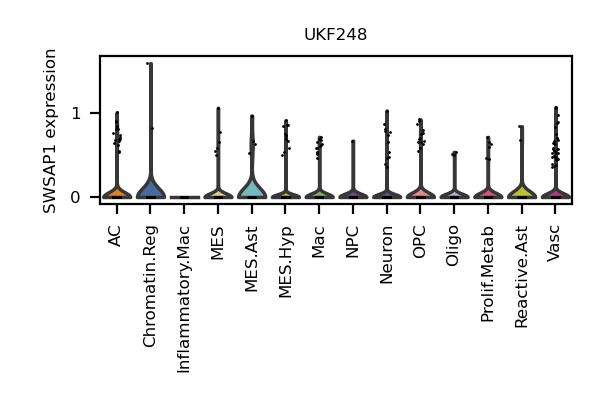 UKF248
SWSAP1 expression
1
0
AC
Chromatin.Reg
Inflammatory.Mac
MES
MES.Ast
MES.Hyp
Mac
NPC
Neuron
OPC
Oligo
Prolif.Metab
Reactive.Ast
Vasc